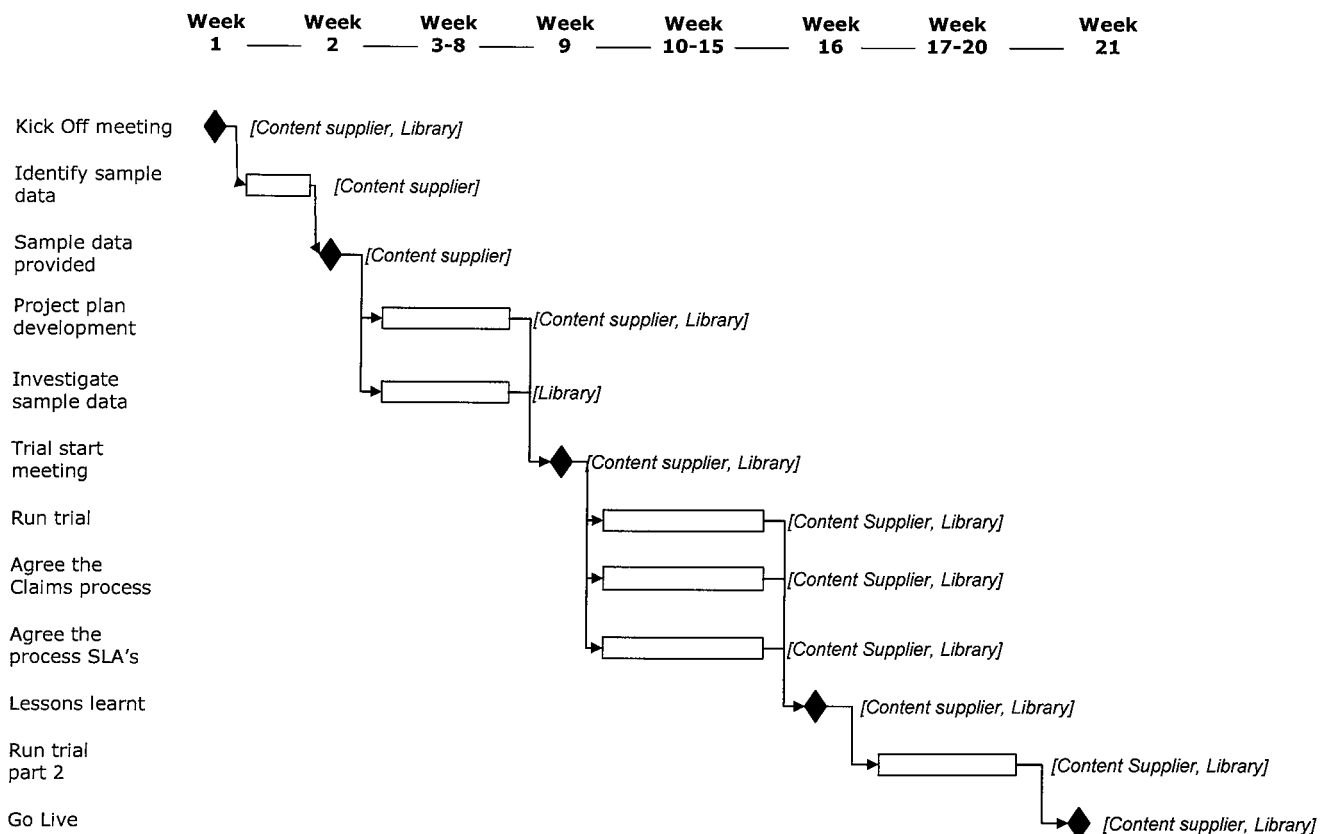 Week Week Week Week Week Week Week Week
1 2 3-8 9 10-15 16 17-20 21
Kick Off meeting [Content supplier, Library]
Identify sample
data
[Content supplier]
Sample data
provided
[Content supplier]
Project plan
development
[Content supplier, Library]
Investigate
sample data
[Library]
Trial start
meeting
[Content supplier, Library]
Run trial [Content Supplier, Library]
Agree the
Claims process
[Content Supplier, Library]
Agree the
process SLA's
[Content Supplier, Library]
Lessons learnt [Content supplier, Library]
Run trial
part 2
[Content Supplier, Library]
Go Live [Content supplier, Library]